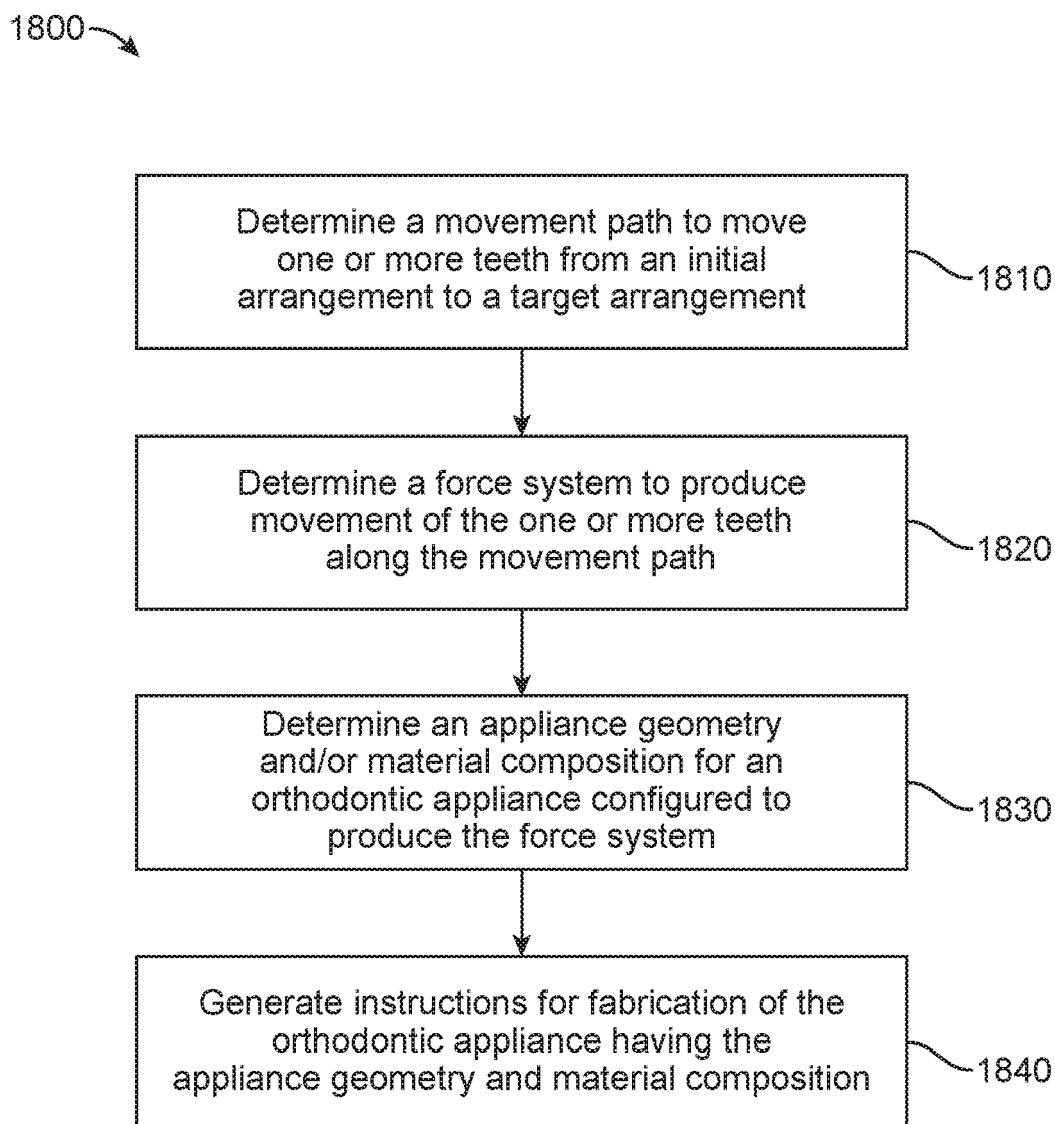 1800
Determine a movement path to move
one or more teeth from an initial
arrangement to a target arrangement
1810
Determine a force system to produce
movement of the one or more teeth
along the movement path
1820
Determine an appliance geometry
and/or material composition for an
orthodontic appliance configured to
produce the force system
1830
Generate instructions for fabrication of the
orthodontic appliance having the
appliance geometry and material composition
1840